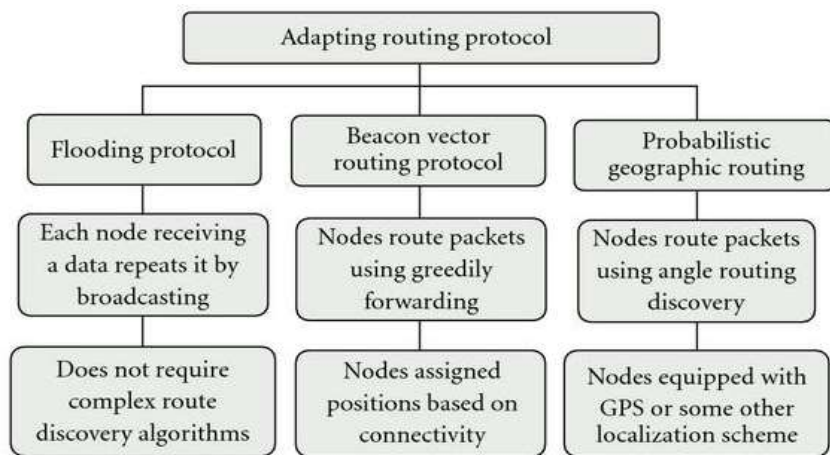 Adapting routing protocol
Flooding protocol
Beacon vector
routing protocol
Probabilistic
geographic routing
Each node receiving
a data repeats it by
broadcasting
Nodes route packets
using greedily
forwarding
Nodes route packets
using angle routing
discovery
Does not require
complex route
discovery algorithms
Nodes assigned
positions based on
connectivity
Nodes equipped with
GPS or some other
localization scheme